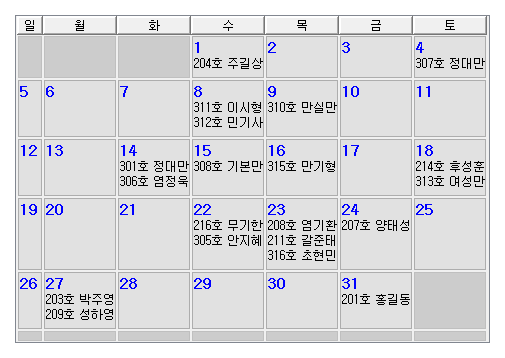 일 월 화 수 목 금 토
1 2 3 4
204호 주길상 307호 정대만
5 6 7 8 9 10 11
311호 이시형 310호 만실만
312호 민기사
12 13 14 15 16 17 18
301호 정대만 308호 기본만 315호 만기형 214호 후성훈
306호 염정욱 313호 여성만
19 20 21 22 23 24 25
216호 무기한 208호 염기환 207호 양태성
305호 안지혜 211호 갈준태
316호 초현민
26 27 28 29 30 31
203호 박주영 201호 홍길동
209호 성하영